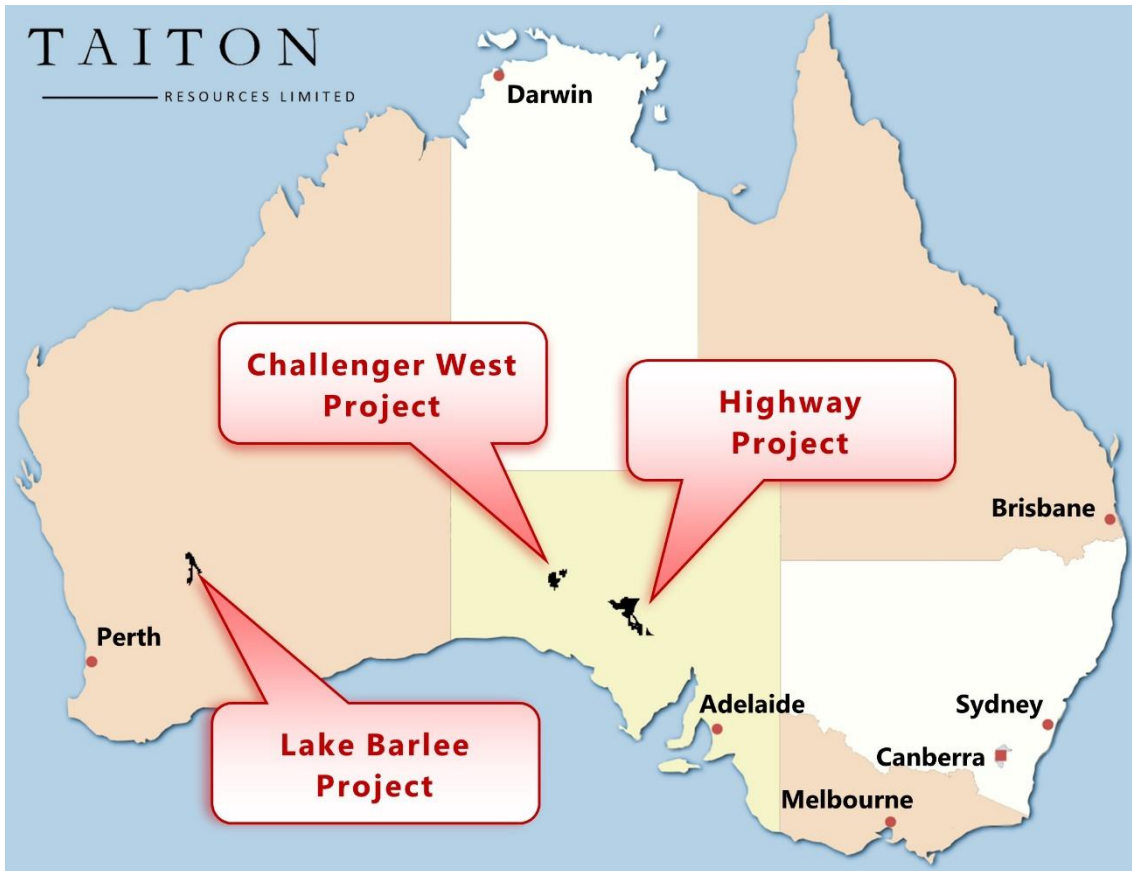 TAITON
RESOURCES LIMITED
Darwin
Challenger West
Project
Highway
Project
Brisbane
Perth
Adelaide
Sydney
Lake Barlee
Project
Canberra
Melbourne